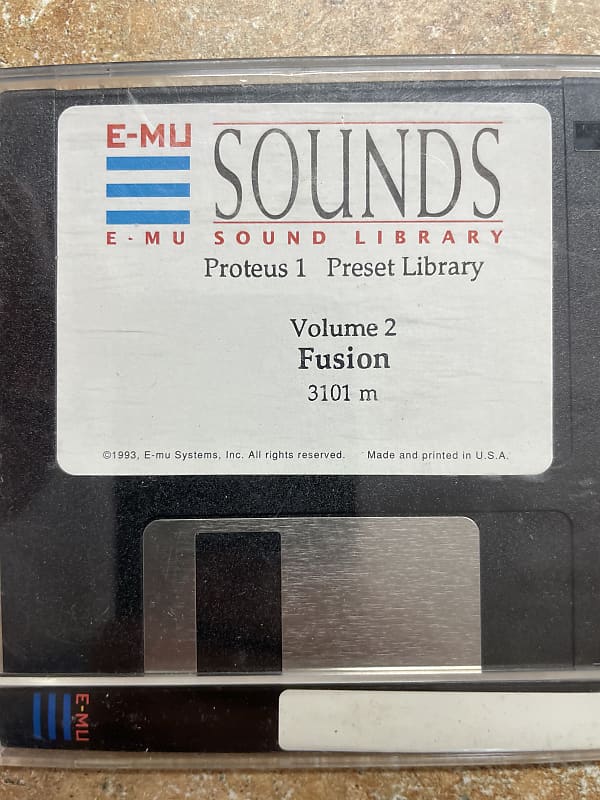 E-MU
SOUNDS
E-MU SOUND LIBRARY
Proteus 1 Preset Library
Volume 2
Fusion
3101 m
©1993, E-mu Systems, Inc. All rights reserved. Made and printed in U.S.A.
E-MU